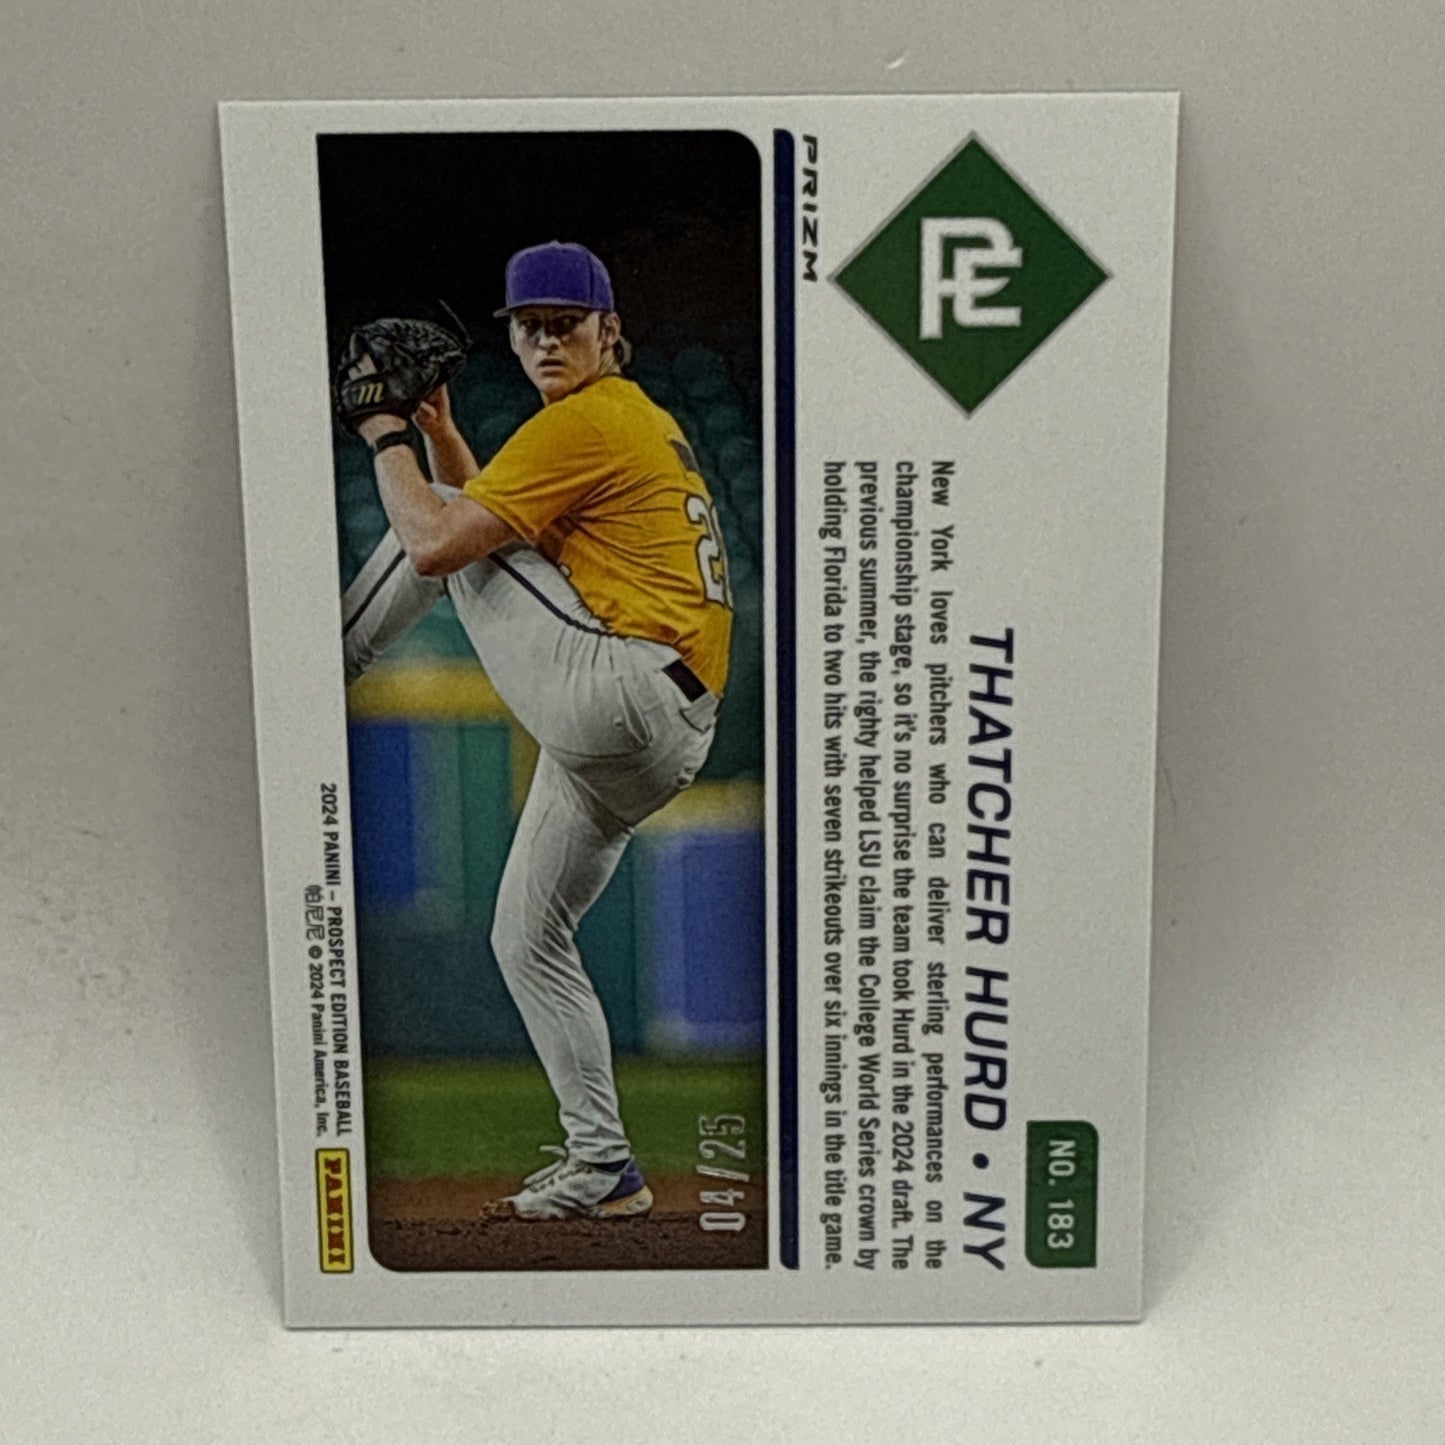 NO. 183
THATCHER HURD • NY
New York loves pitchers who can deliver sterling performances on the
championship stage, so it's no surprise the team took Hurd in the 2024 draft. The
previous summer, the righty helped LSU claim the College World Series crown by
holding Florida to two hits with seven strikeouts over six innings in the title game.
PRIZM
04/25
2024 PANINI – PROSPECT EDITION BASEBALL
帕尼尼 © 2024 Panini America, Inc.
PANINI